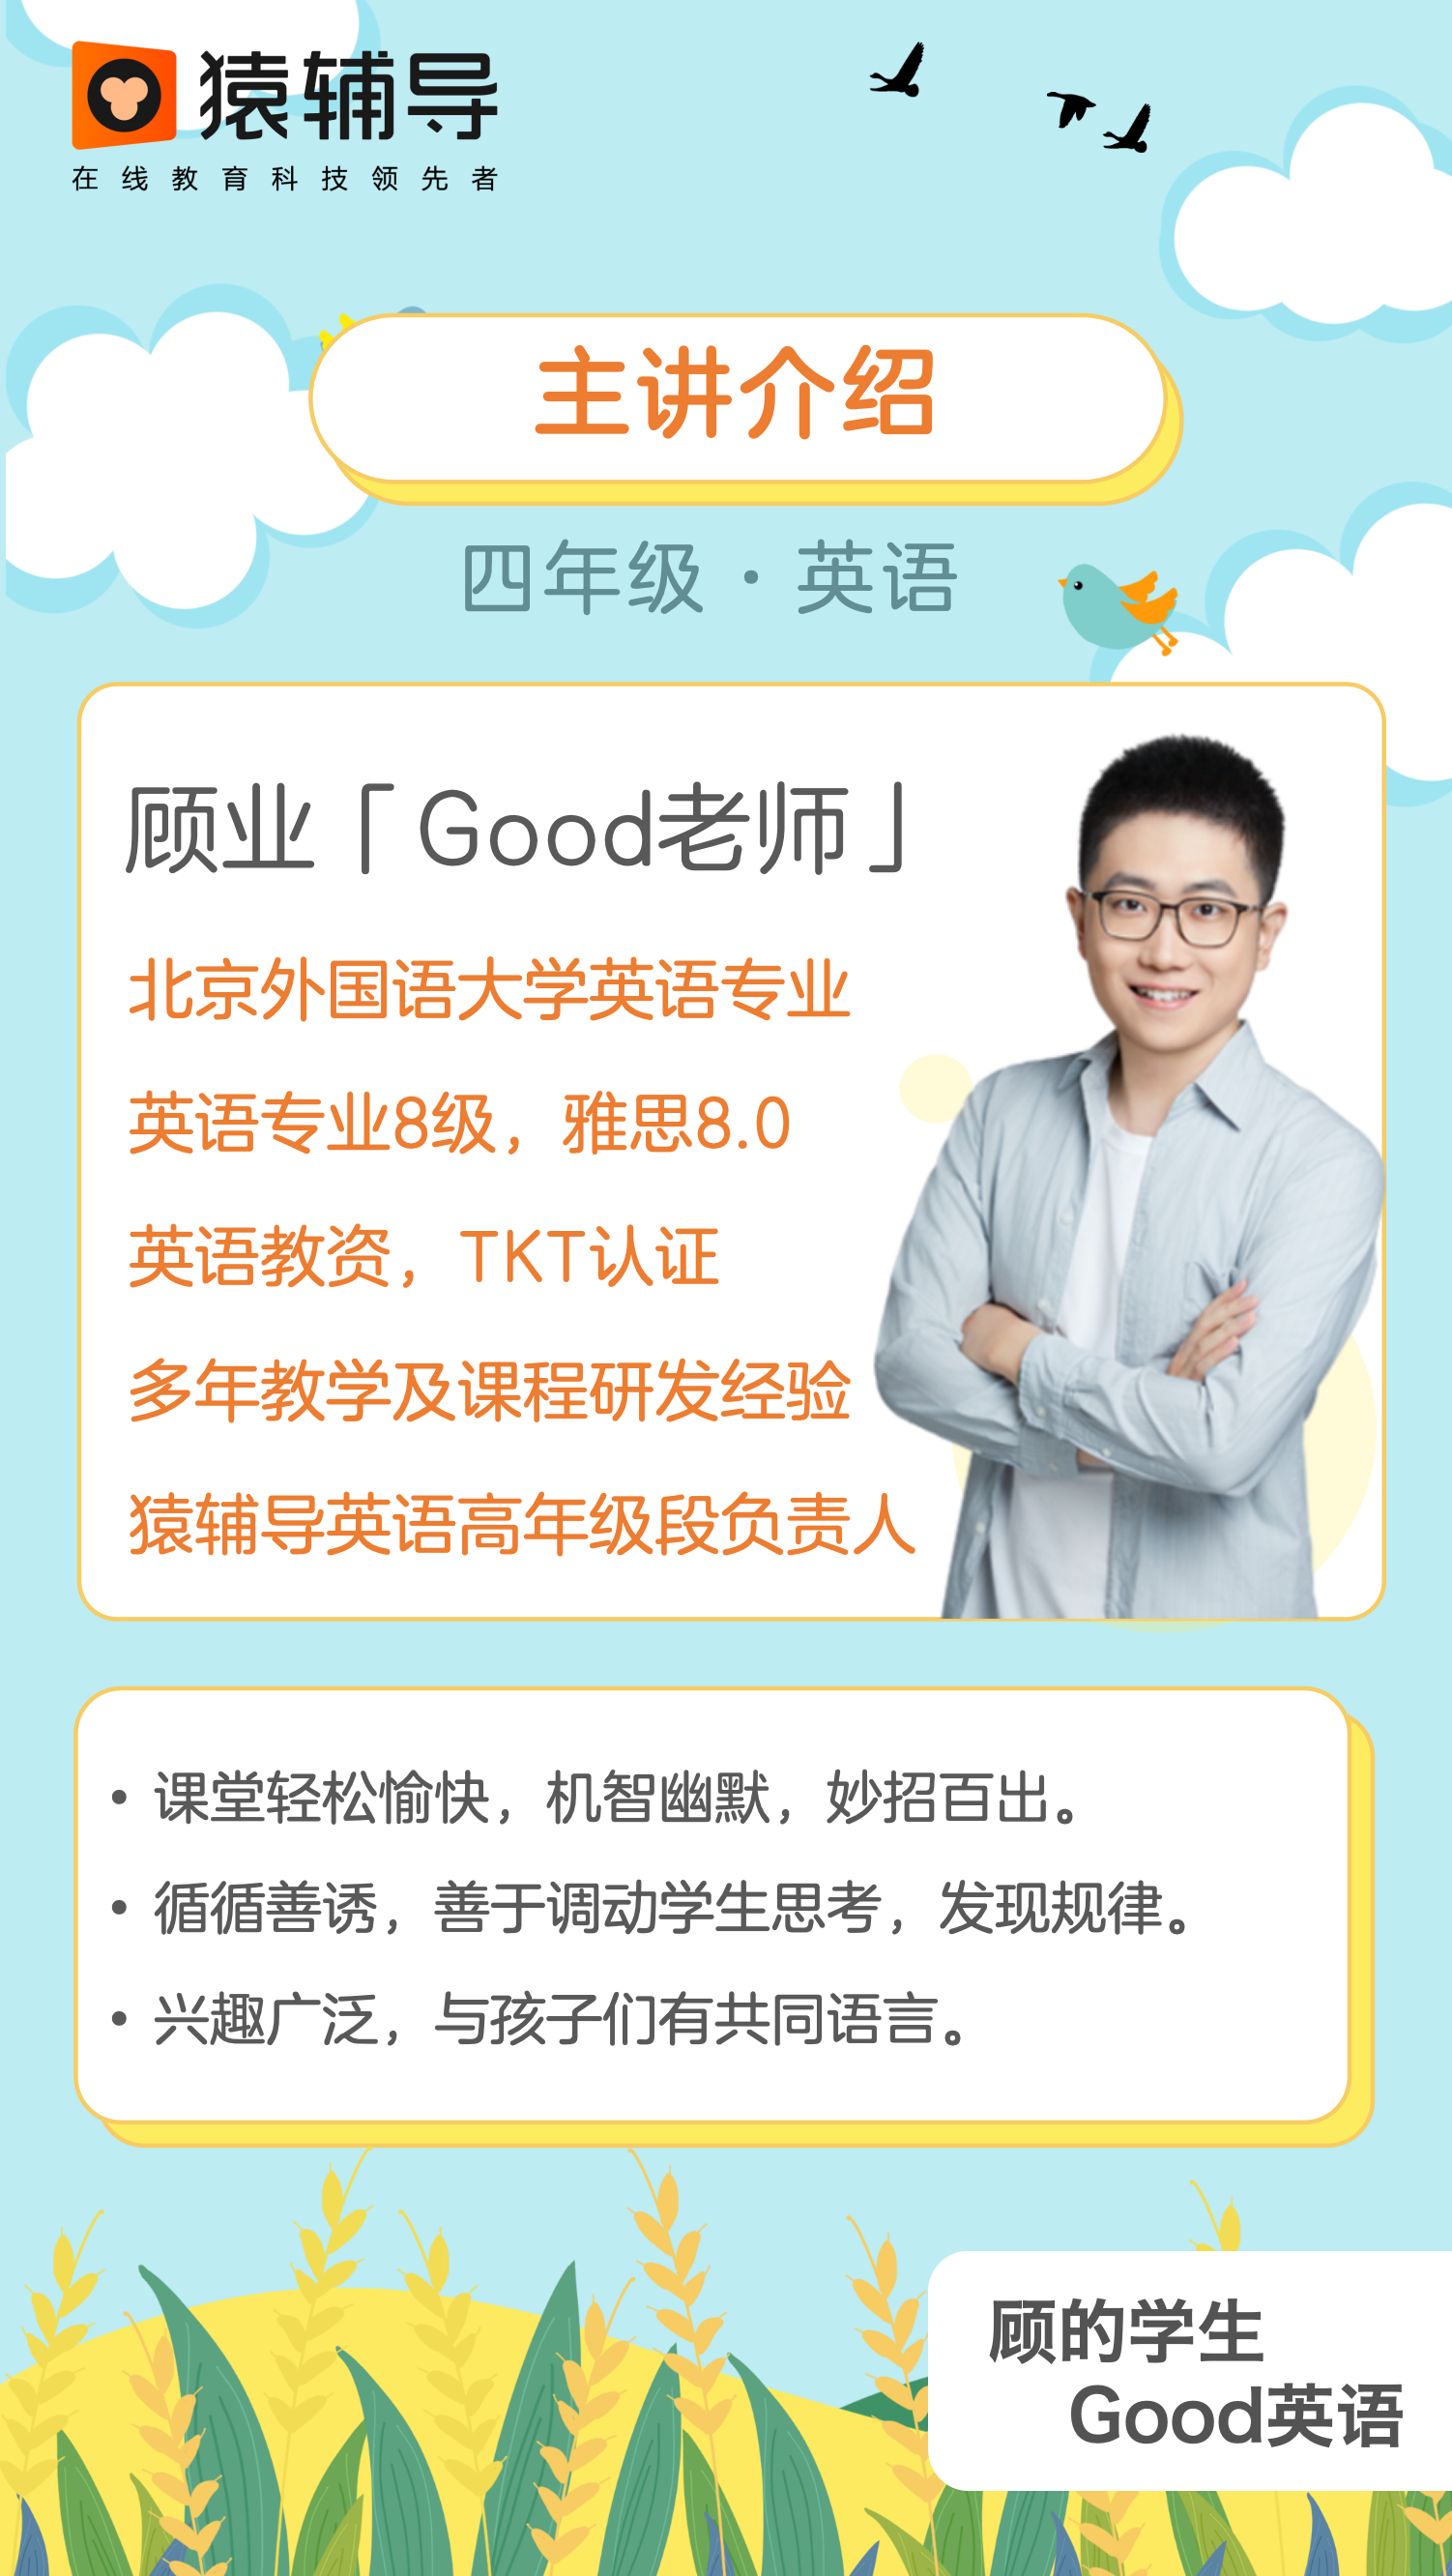 猿辅导
在线教育科技领先者
主讲介绍
四年级·英语
顾业「Good老师」
北京外国语大学英语专业
英语专业8级，雅思8.0
英语教资，TKT认证
多年教学及课程研发经验
猿辅导英语高年级段负责人
• 课堂轻松愉快，机智幽默，妙招百出。
• 循循善诱，善于调动学生思考，发现规律。
• 兴趣广泛，与孩子们有共同语言。
顾的学生
Good英语